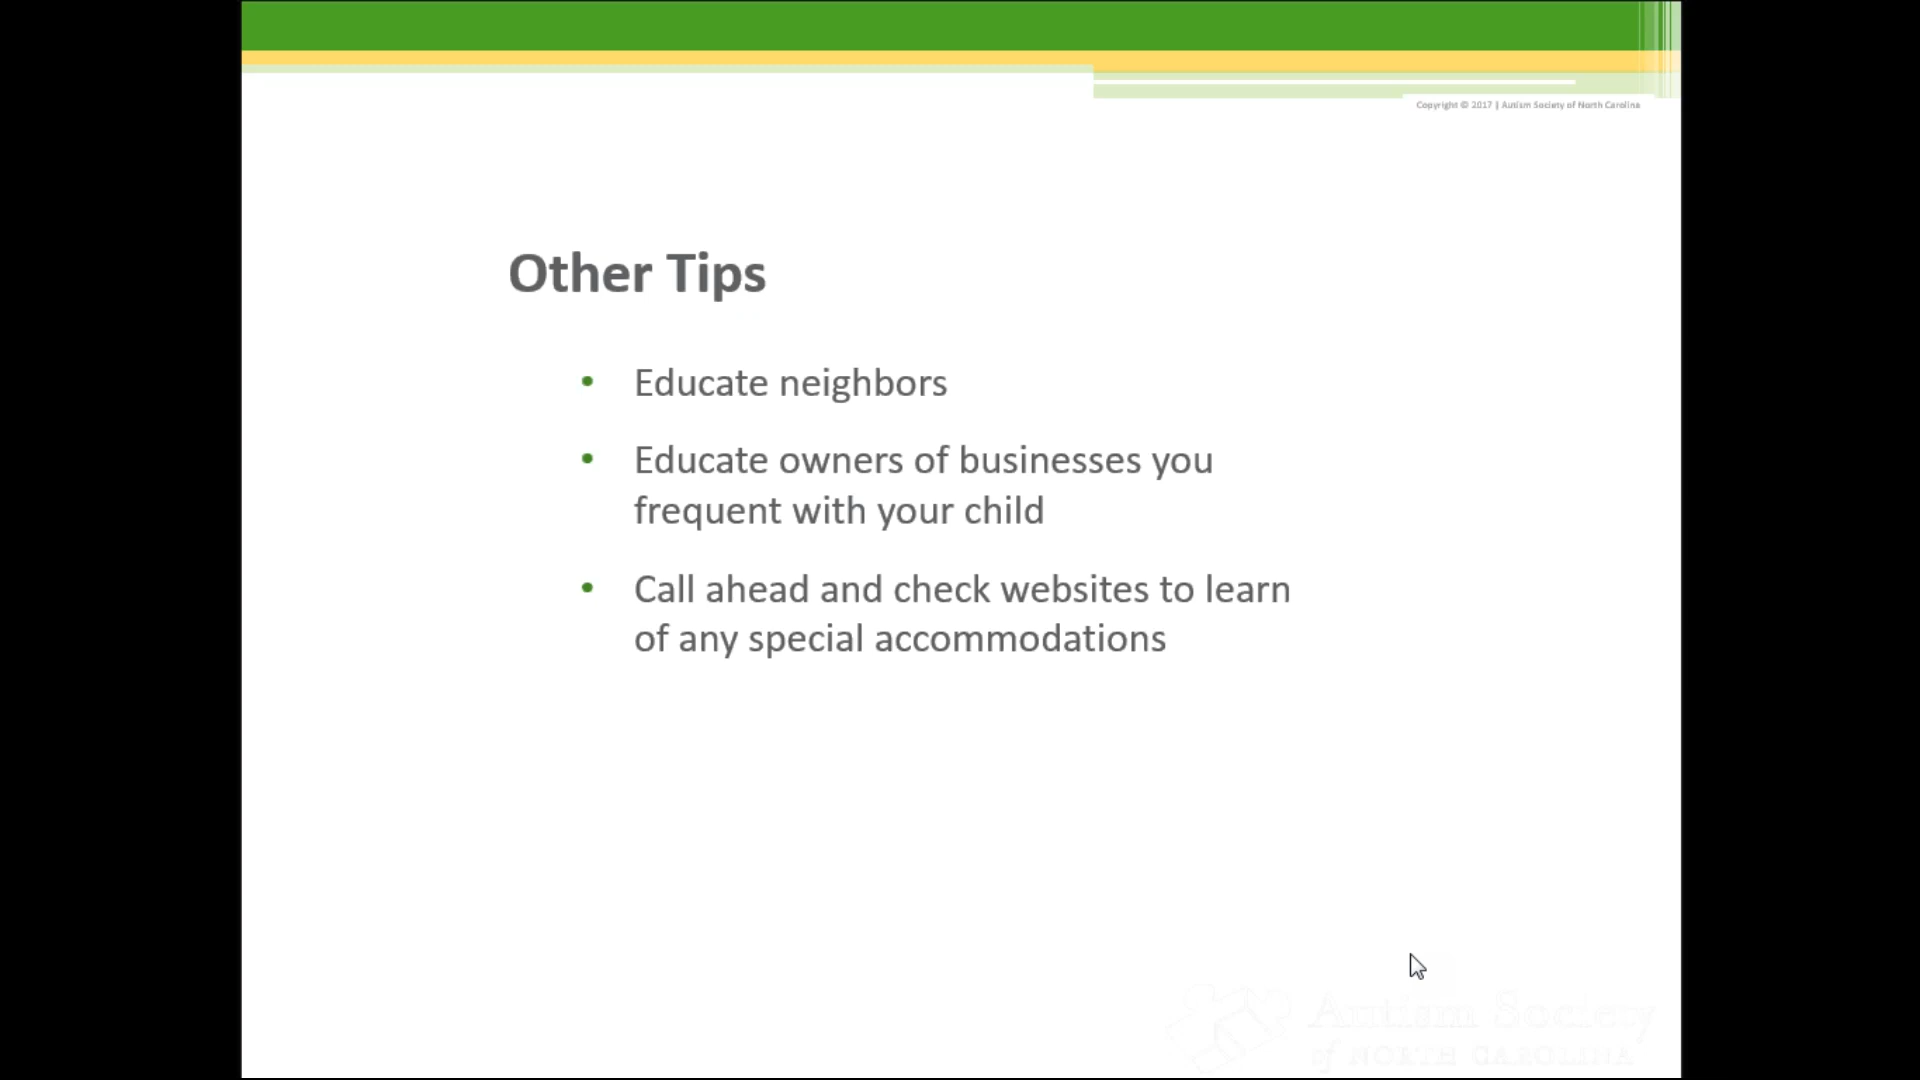 Copyright © 2017 | Autism Society of North Carolina
Other Tips
• Educate neighbors
• Educate owners of businesses you
frequent with your child
• Call ahead and check websites to learn
of any special accommodations
Autism Society
of NORTH CAROLINA